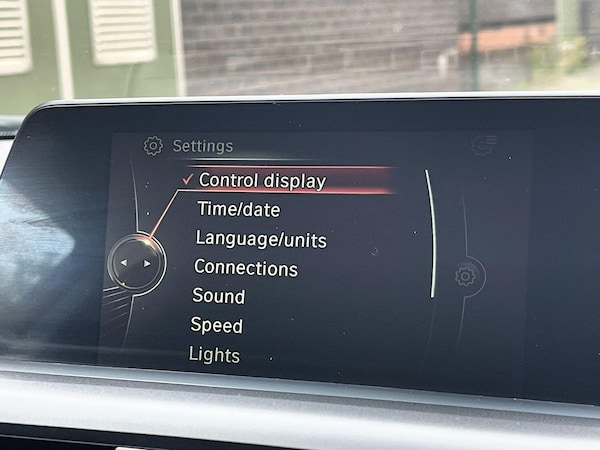 Settings
✓ Control display
Time/date
Language/units
Connections
Sound
Speed
Lights